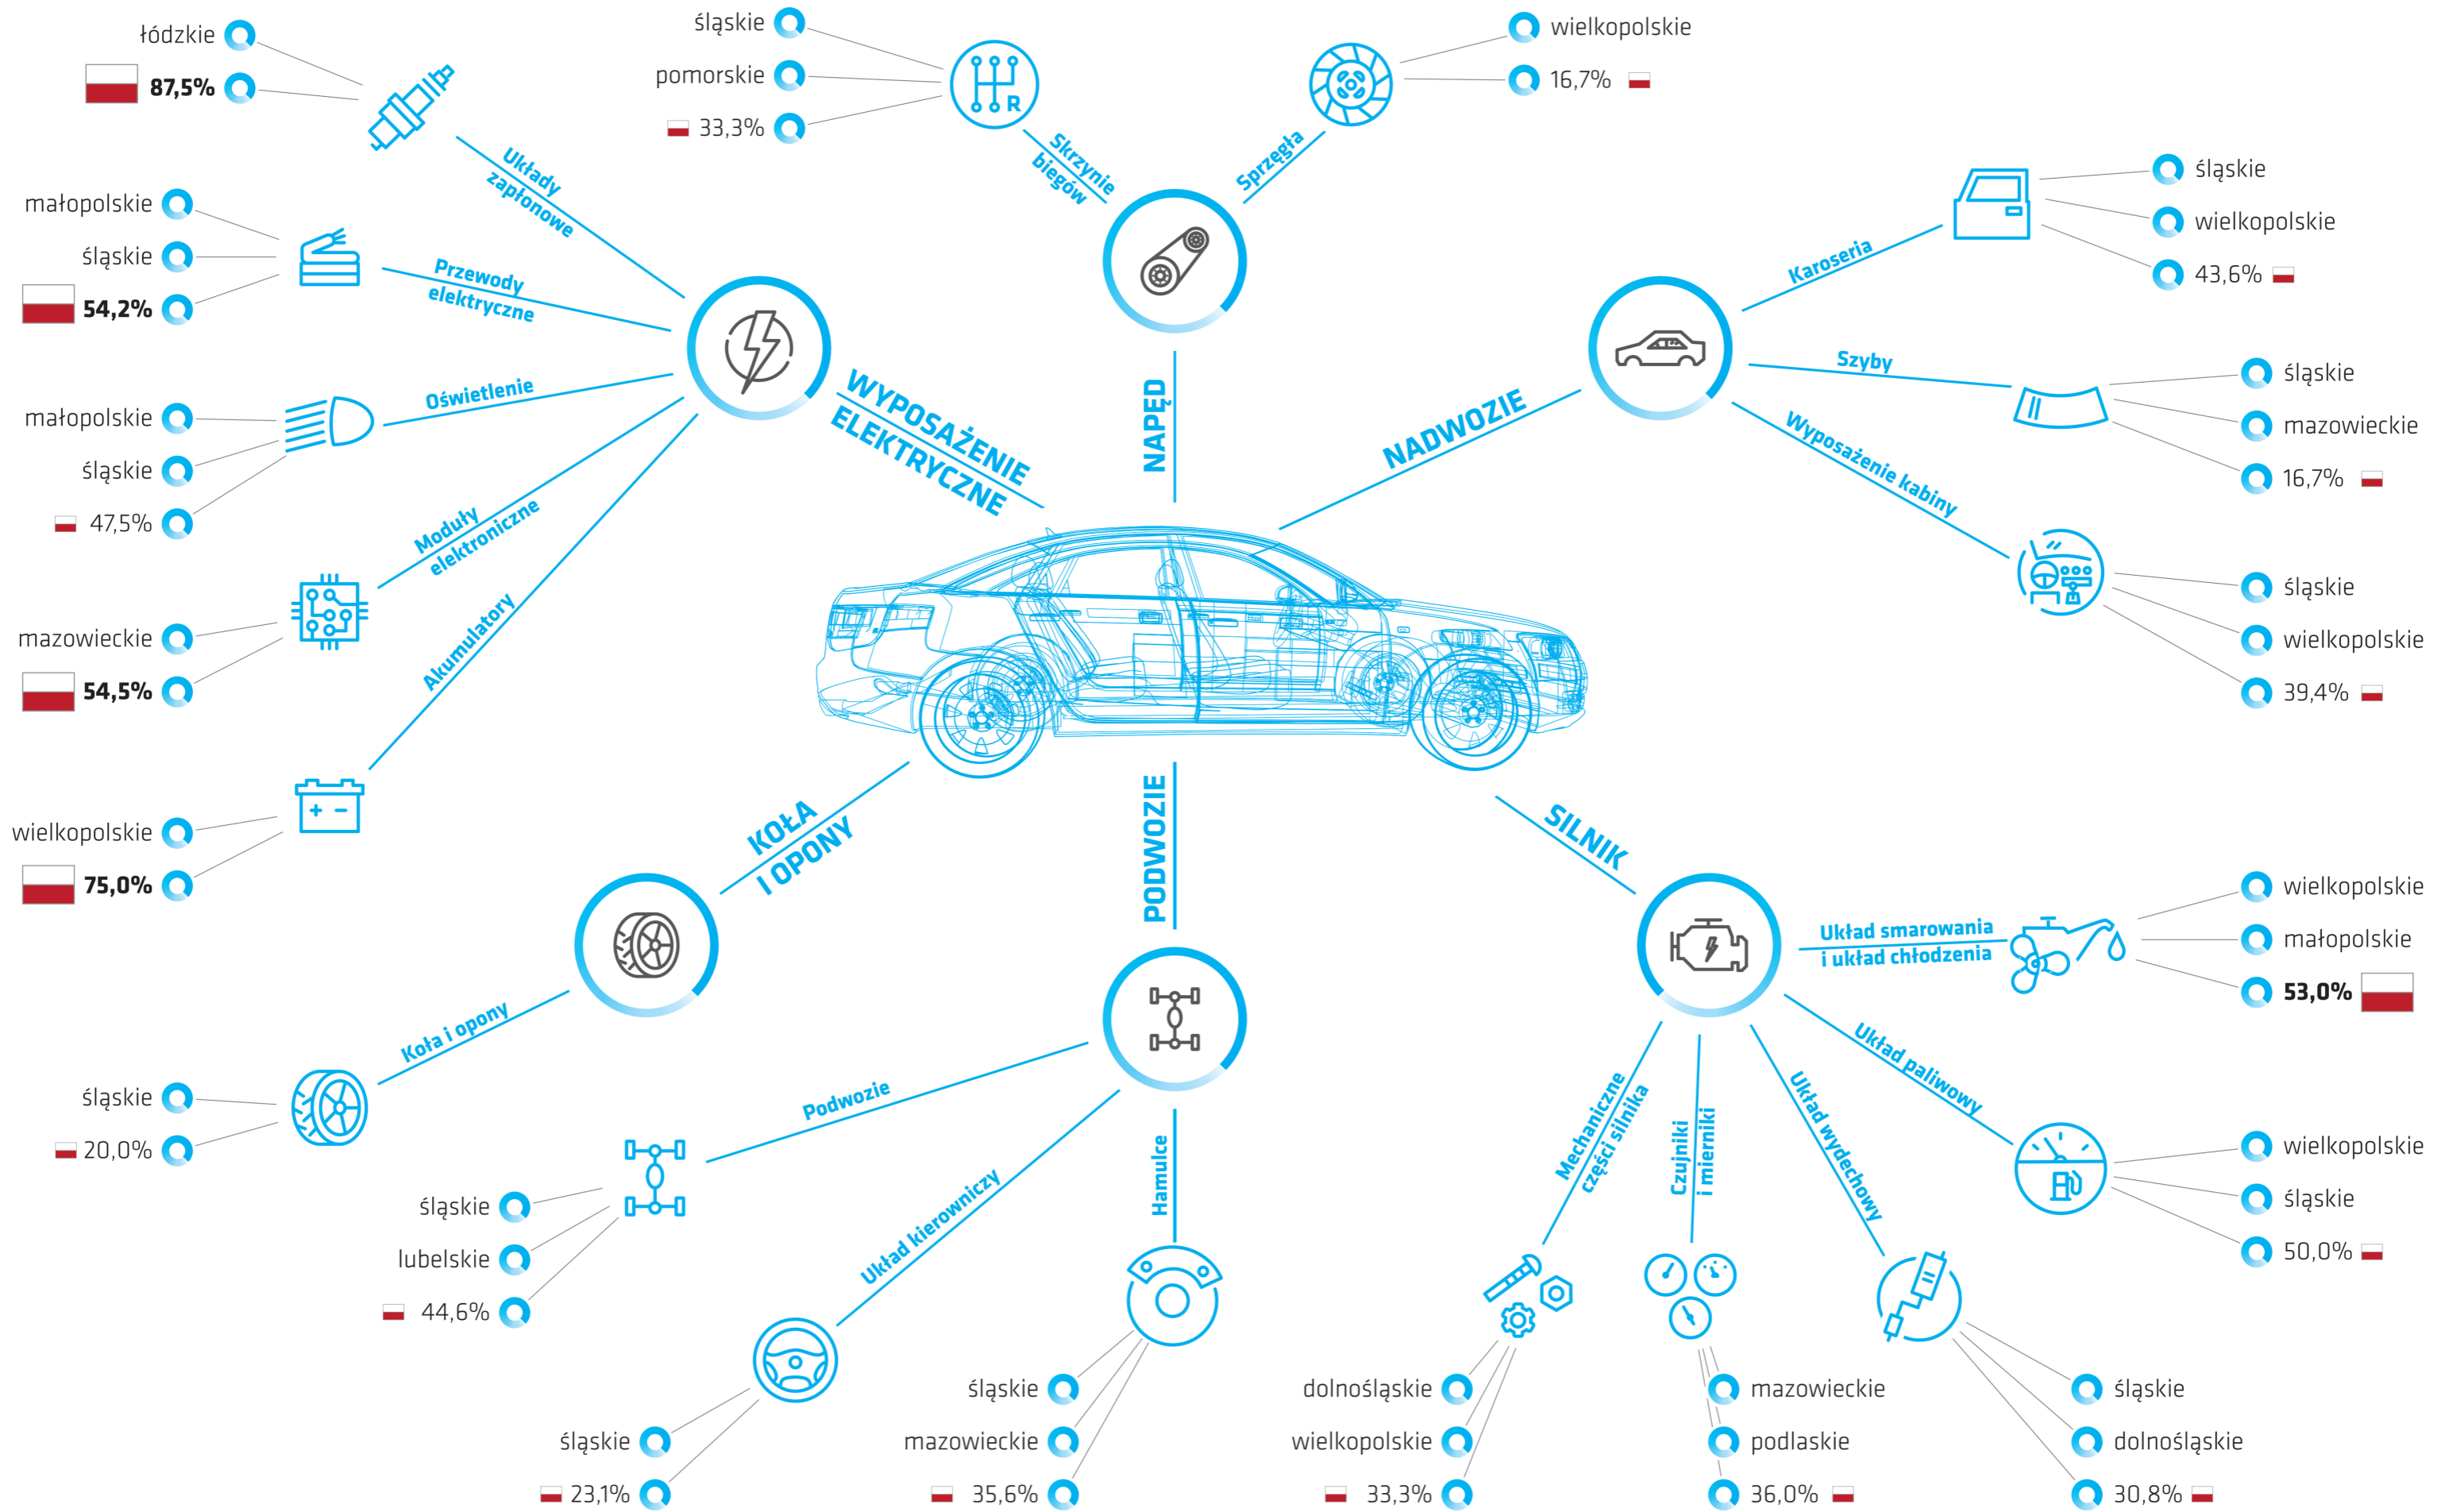 łódzkie
87,5%
Układy
zapłonowe
małopolskie
śląskie
54,2%
Przewody
elektryczne
małopolskie
śląskie
47,5%
Oświetlenie
mazowieckie
54,5%
Moduły
elektroniczne
wielkopolskie
75,0%
Akumulatory
WYPOSAŻENIE
ELEKTRYCZNE
śląskie
pomorskie
33,3%
R
Skrzynie
biegów
wielkopolskie
16,7%
Sprzęgła
NAPĘD
śląskie
wielkopolskie
43,6%
Karoseria
śląskie
mazowieckie
16,7%
Szyby
śląskie
wielkopolskie
39,4%
Wyposażenie kabiny
NADWOZIE
KOŁA
I OPONY
Koła i opony
śląskie
20,0%
PODWOZIE
Podwozie
śląskie
lubelskie
44,6%
Układ kierowniczy
śląskie
23,1%
Hamulce
śląskie
mazowieckie
35,6%
SILNIK
Układ smarowania
i układ chłodzenia
wielkopolskie
małopolskie
53,0%
Układ paliwowy
wielkopolskie
śląskie
50,0%
Układ wydechowy
śląskie
dolnośląskie
30,8%
Czujniki
i mierniki
mazowieckie
podlaskie
36,0%
Mechaniczne
części silnika
dolnośląskie
wielkopolskie
33,3%